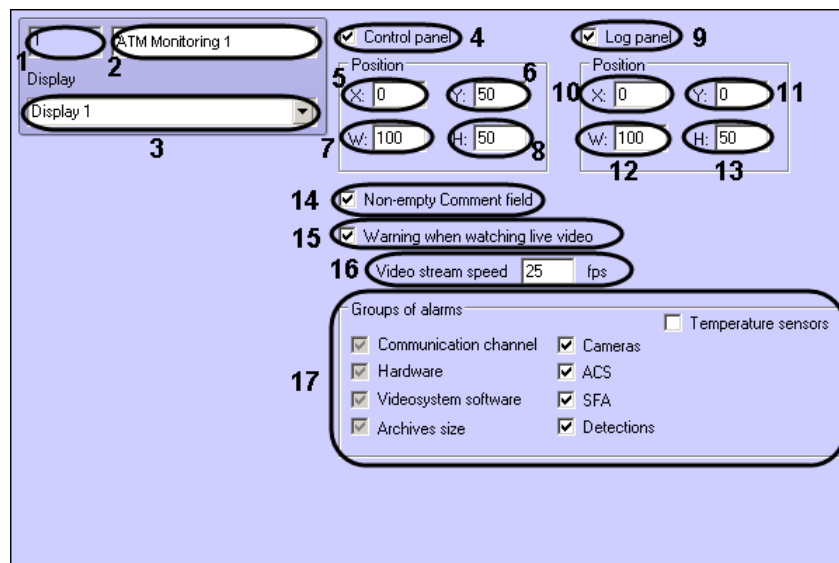 1 ATM Monitoring 1
1 2
Display
Display 1
3
Control panel 4
Position
5 6
X: 0 Y: 50
W: 100 H: 50
7 8
Log panel 9
Position
10 X: 0 Y: 0 11
W: 100 H: 50
12 13
14 Non-empty Comment field
15 Warning when watching live video
16 Video stream speed 25 fps
17
Groups of alarms
Temperature sensors
Communication channel Cameras
Hardware ACS
Videosystem software SFA
Archives size Detections